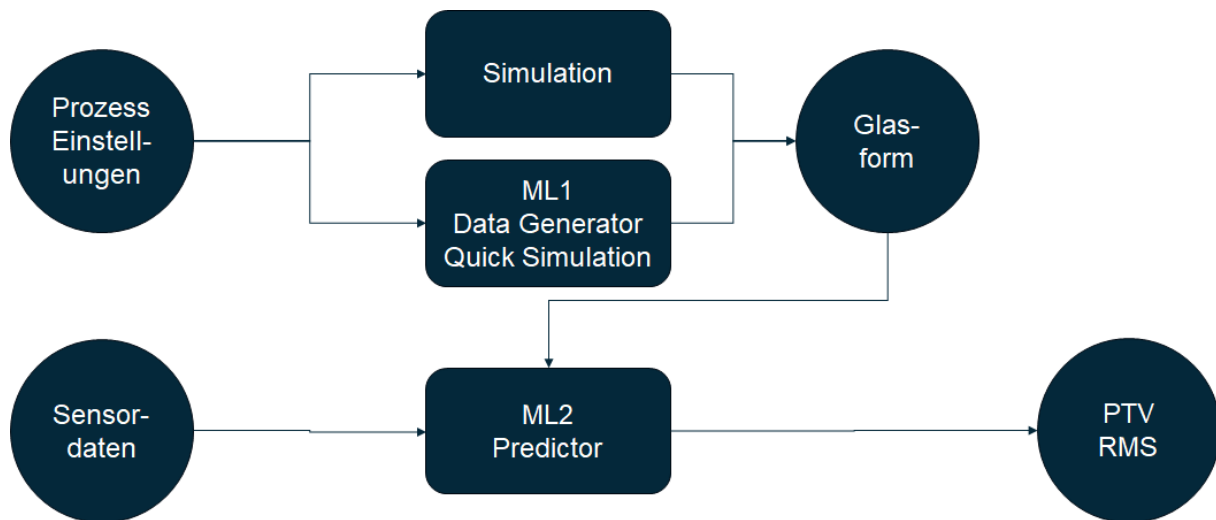 Prozess
Einstell-
ungen
Simulation
ML1
Data Generator
Quick Simulation
Glas-
form
Sensor-
daten
ML2
Predictor
PTV
RMS